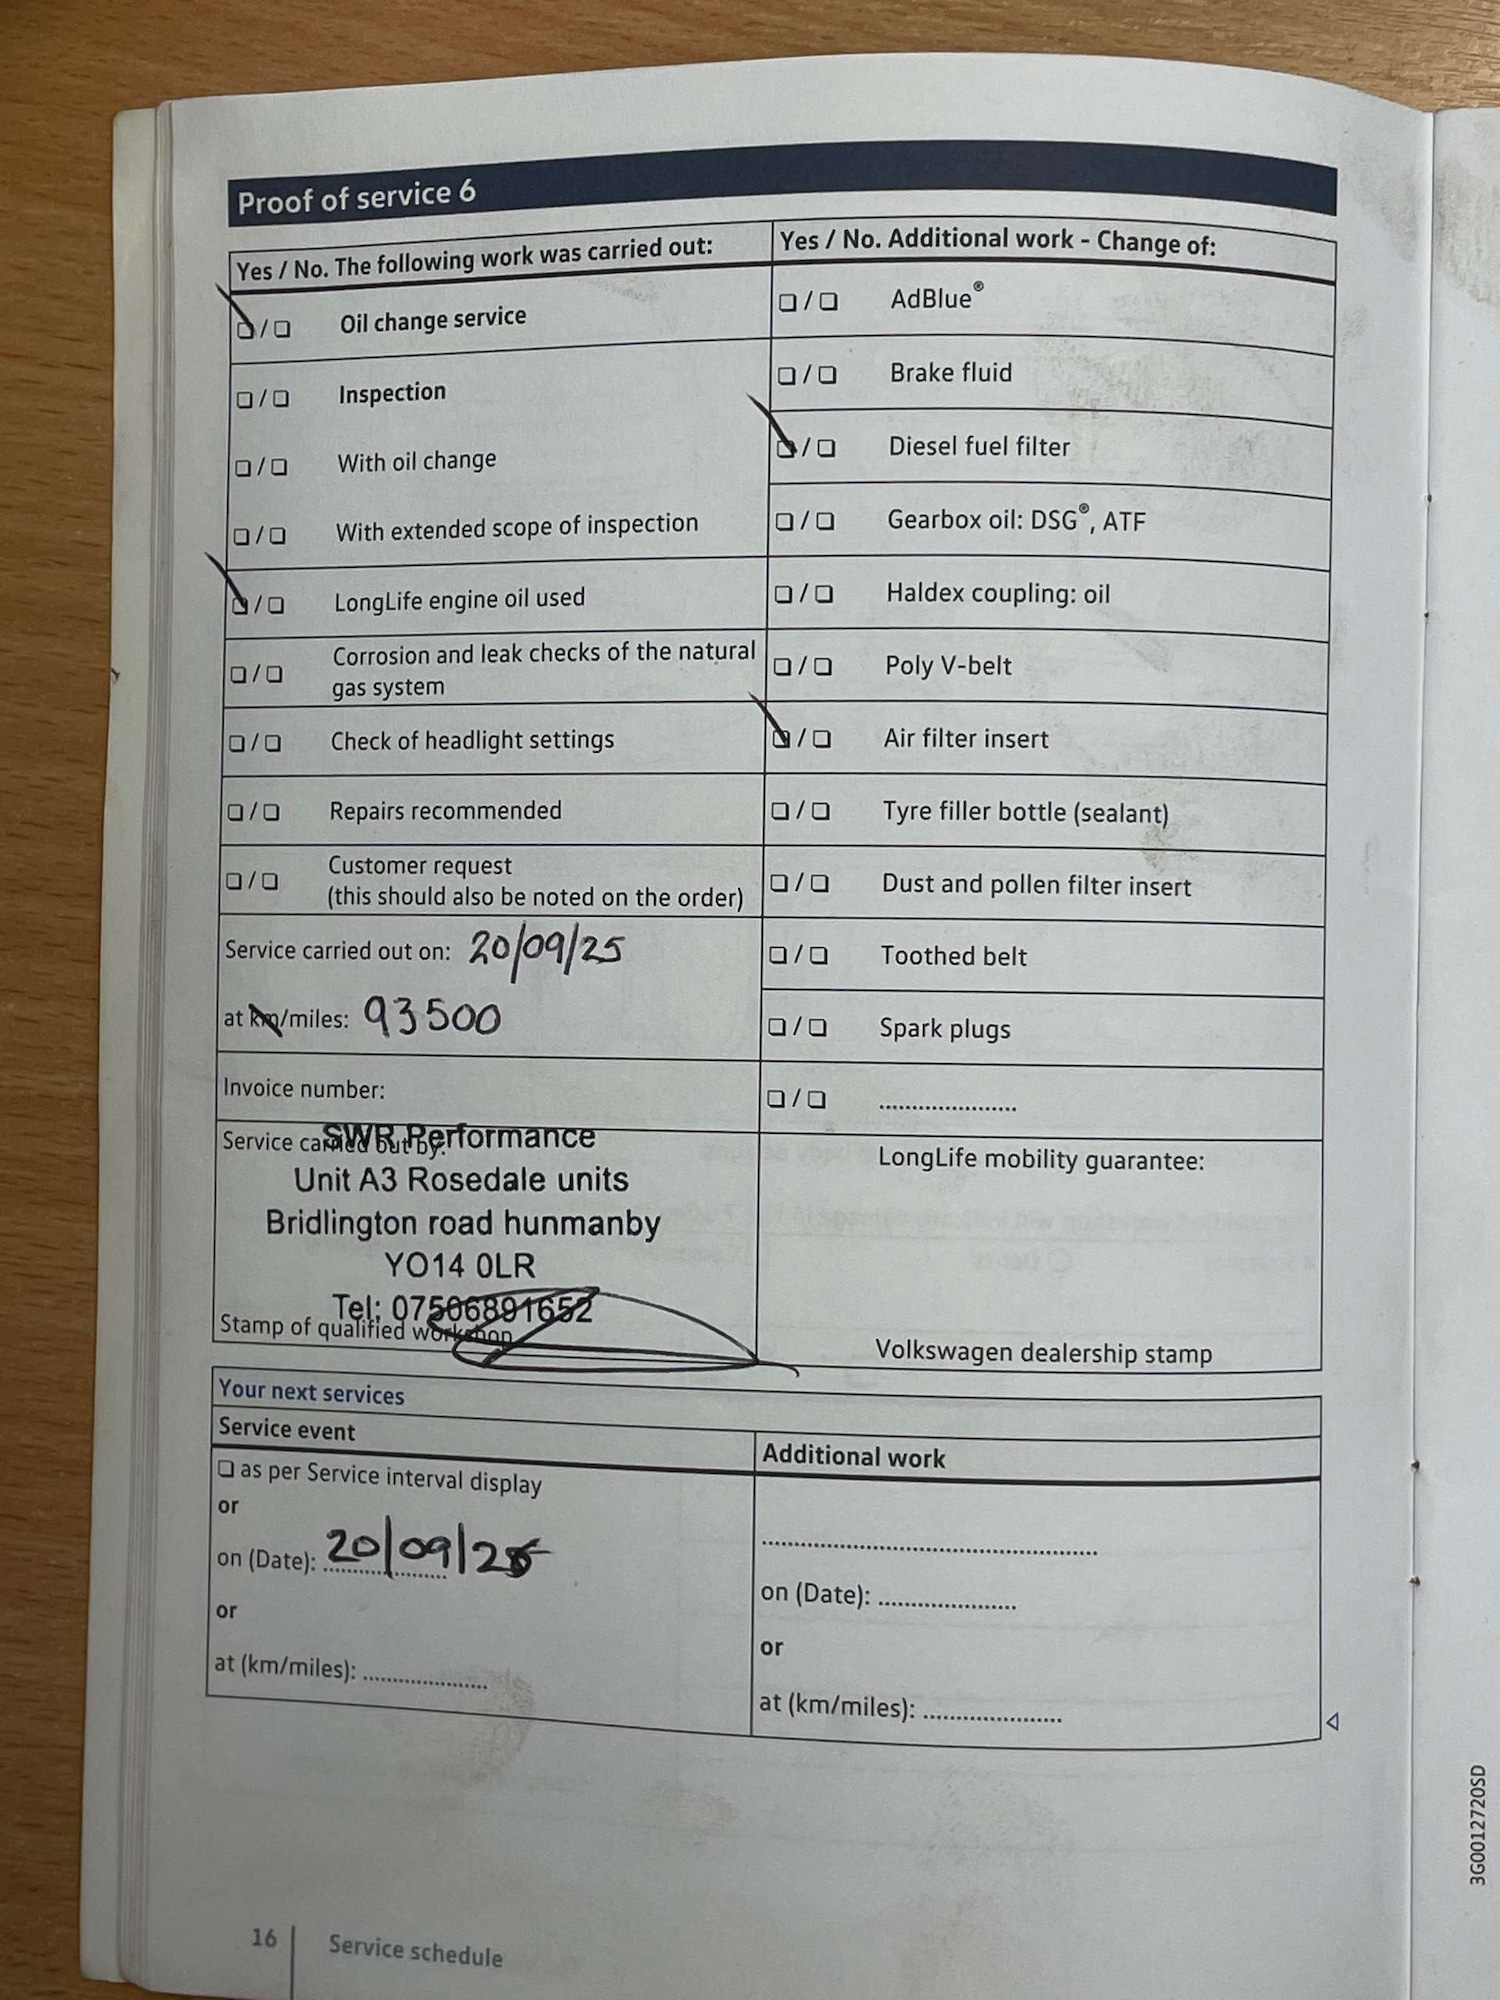 Proof of service 6
Yes / No. The following work was carried out:
❏ / ❏ Oil change service
❏ / ❏ Inspection
❏ / ❏ With oil change
❏ / ❏ With extended scope of inspection
❏ / ❏ LongLife engine oil used
❏ / ❏ Corrosion and leak checks of the natural
gas system
❏ / ❏ Check of headlight settings
❏ / ❏ Repairs recommended
❏ / ❏ Customer request
(this should also be noted on the order)
Service carried out on: 20/09/25
at km/miles: 93500
Invoice number:
Service carried out by:
SWR Performance
Unit A3 Rosedale units
Bridlington road hunmanby
YO14 0LR
Tel: 07506891652
Stamp of qualified workshop
Yes / No. Additional work - Change of:
❏ / ❏ AdBlue®
❏ / ❏ Brake fluid
❏ / ❏ Diesel fuel filter
❏ / ❏ Gearbox oil: DSG®, ATF
❏ / ❏ Haldex coupling: oil
❏ / ❏ Poly V-belt
❏ / ❏ Air filter insert
❏ / ❏ Tyre filler bottle (sealant)
❏ / ❏ Dust and pollen filter insert
❏ / ❏ Toothed belt
❏ / ❏ Spark plugs
❏ / ❏ ......................
LongLife mobility guarantee:
Volkswagen dealership stamp
Your next services
Service event
❏ as per Service interval display
or
on (Date): 20/09/26
or
at (km/miles): ....................
Additional work
......................................................
on (Date): ......................
or
at (km/miles): ......................
16
Service schedule
3G0012720SD